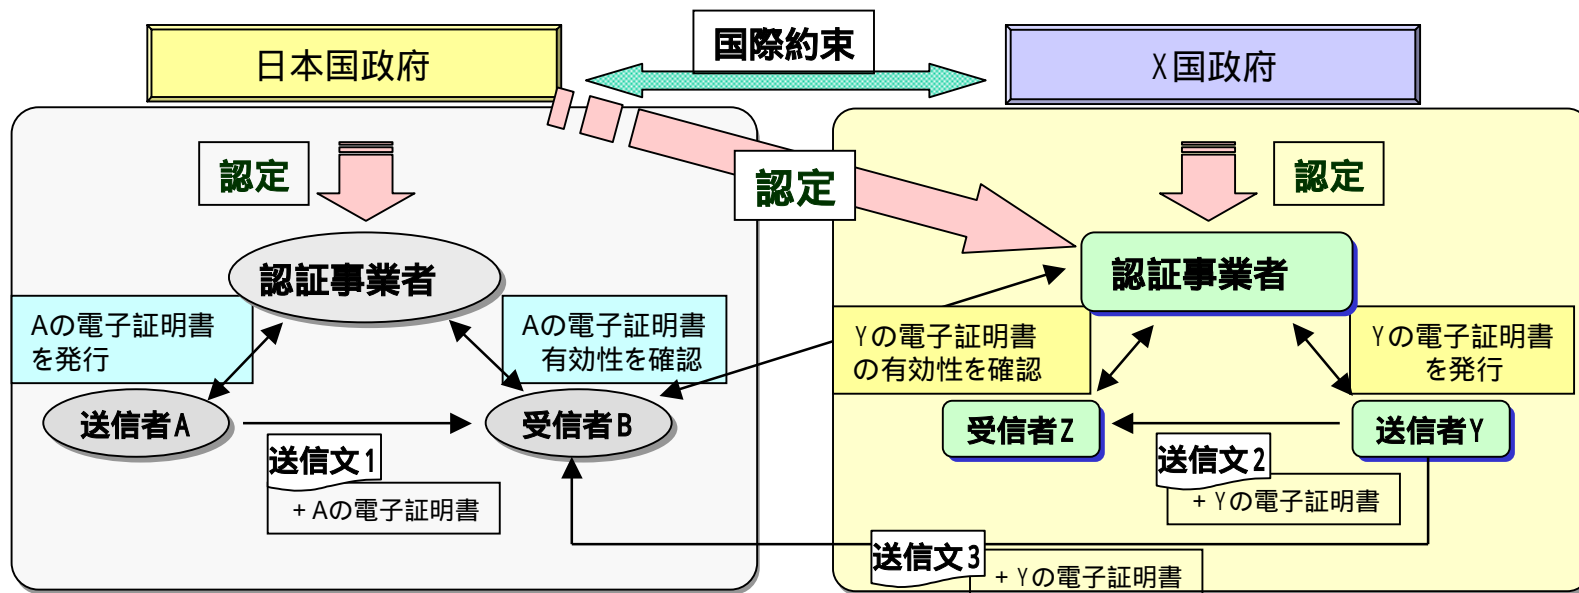 日本国政府
国際約束
X国政府
認定
認定
認定
認証事業者
認証事業者
Aの電子証明書
を発行
Aの電子証明書
有効性を確認
Yの電子証明書
の有効性を確認
Yの電子証明書
を発行
送信者A
受信者B
受信者Z
送信者Y
送信文1
+ Aの電子証明書
送信文2
+ Yの電子証明書
送信文3
+ Yの電子証明書